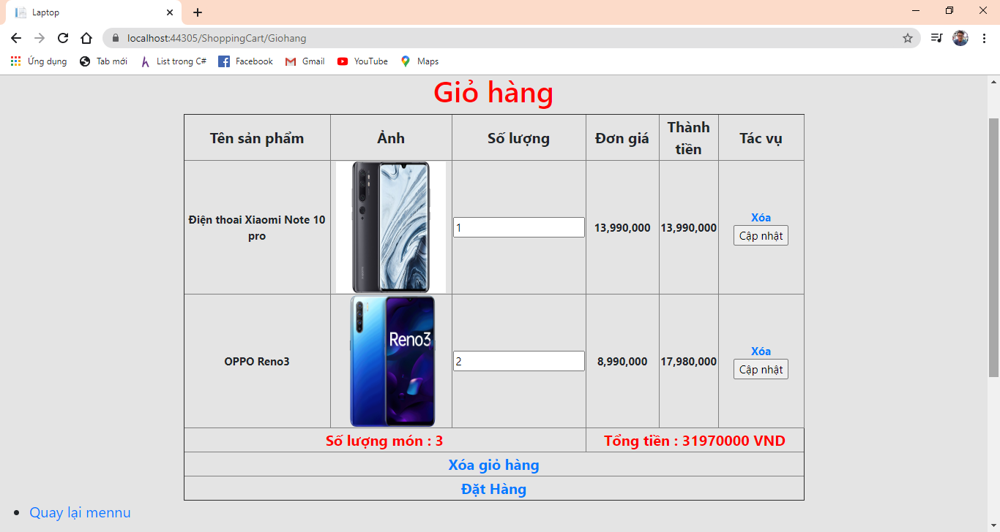 Laptop
localhost:44305/ShoppingCart/Giohang
Ứng dụng Tab mới List trong C# Facebook Gmail YouTube Maps
Giỏ hàng
Tên sản phẩm Ảnh Số lượng Đơn giá Thành tiền Tác vụ
Điện thoai Xiaomi Note 10 pro
1
13,990,000 13,990,000
Xóa
Cập nhật
Reno3
OPPO Reno3
2
8,990,000 17,980,000
Xóa
Cập nhật
Số lượng món : 3 Tổng tiền : 31970000 VND
Xóa giỏ hàng
Đặt Hàng
Quay lại mennu